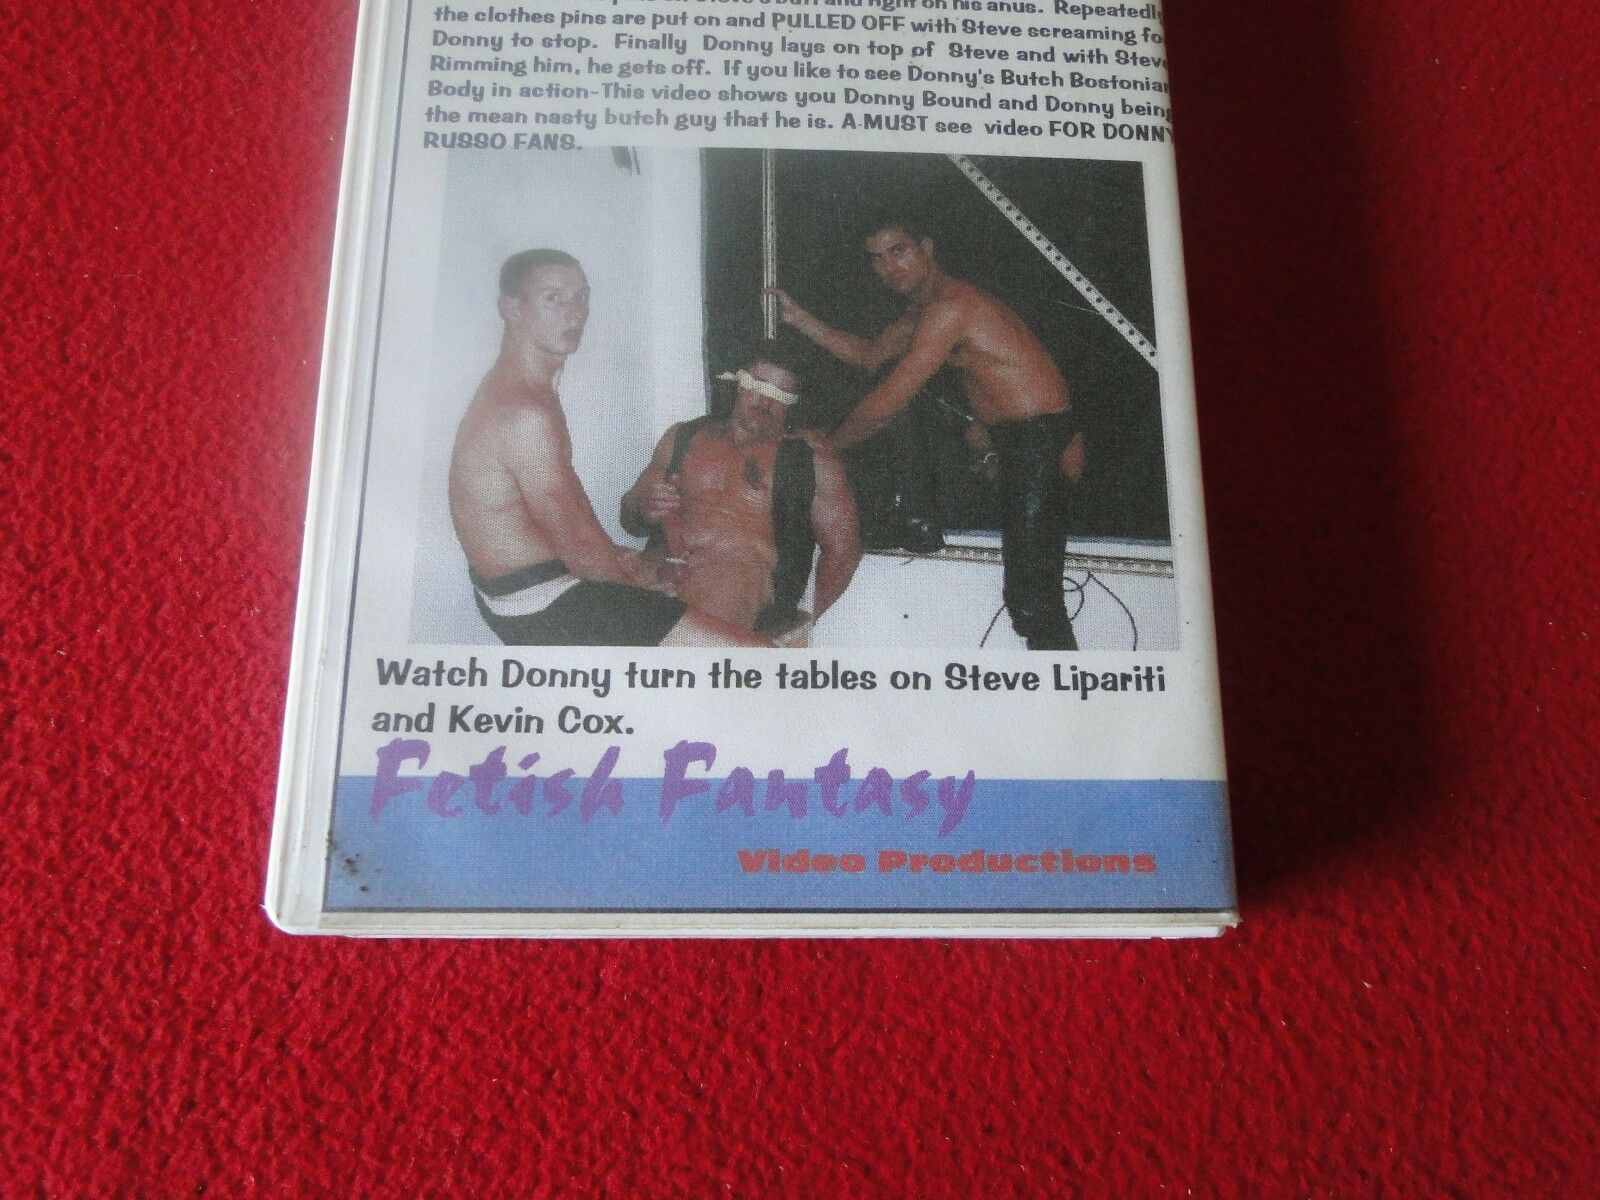 on his anus. Repeatedly
the clothes pins are put on and PULLED OFF with Steve screaming fo
Donny to stop. Finally Donny lays on top of Steve and with Steve
Rimming him, he gets off. If you like to see Donny's Butch Bostonian
Body in action-This video shows you Donny Bound and Donny being
the mean nasty butch guy that he is. A MUST see video FOR DONNY
RUSSO FANS.
Watch Donny turn the tables on Steve Lipariti
and Kevin Cox.
Fetish Fantasy
Video Productions